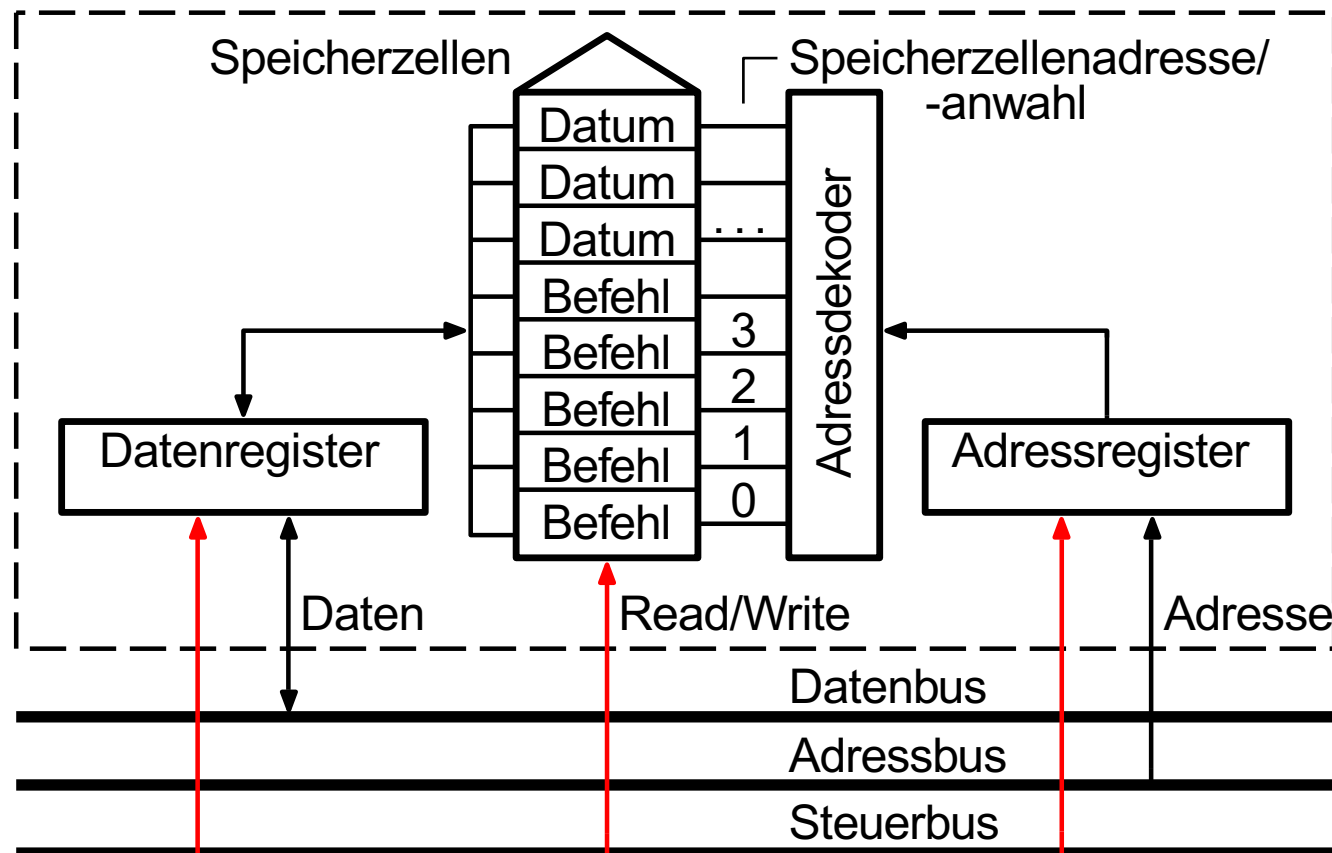 Speicherzellen
Speicherzellenadresse/
-anwahl
Datum
Datum
Datum
...
Befehl
Befehl
3
Befehl
2
Befehl
1
Befehl
0
Adressdekoder
Datenregister
Adressregister
Daten
Read/Write
Adresse
Datenbus
Adressbus
Steuerbus